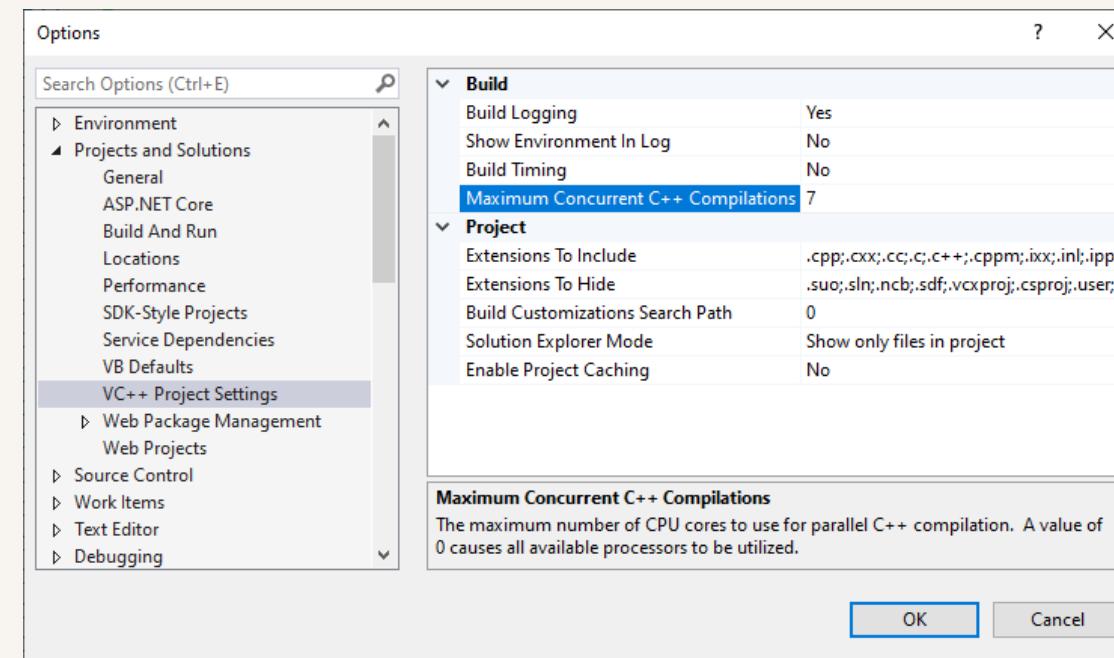 Options
?
Search Options (Ctrl+E)
Environment
Projects and Solutions
General
ASP.NET Core
Build And Run
Locations
Performance
SDK-Style Projects
Service Dependencies
VB Defaults
VC++ Project Settings
Web Package Management
Web Projects
Source Control
Work Items
Text Editor
Debugging
Build
Build Logging Yes
Show Environment In Log No
Build Timing No
Maximum Concurrent C++ Compilations 7
Project
Extensions To Include .cpp;.cxx;.cc;.c;.c++;.cppm;.ixx;.inl;.ipp
Extensions To Hide .suo;.sln;.ncb;.sdf;.vcxproj;.csproj;.user;
Build Customizations Search Path 0
Solution Explorer Mode Show only files in project
Enable Project Caching No
Maximum Concurrent C++ Compilations
The maximum number of CPU cores to use for parallel C++ compilation. A value of
0 causes all available processors to be utilized.
OK
Cancel